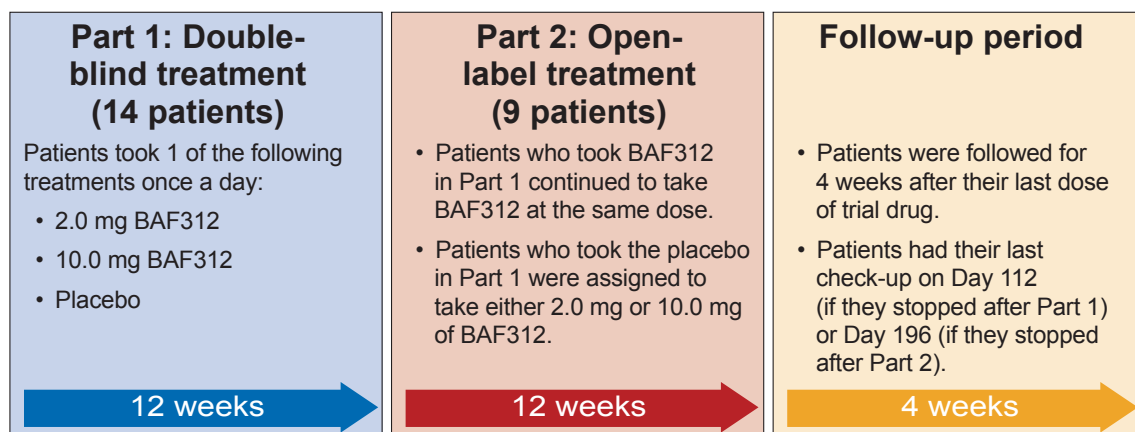 Part 1: Double-
blind treatment
(14 patients)
Patients took 1 of the following
treatments once a day:
• 2.0 mg BAF312
• 10.0 mg BAF312
• Placebo
12 weeks
Part 2: Open-
label treatment
(9 patients)
• Patients who took BAF312
in Part 1 continued to take
BAF312 at the same dose.
• Patients who took the placebo
in Part 1 were assigned to
take either 2.0 mg or 10.0 mg
of BAF312.
12 weeks
Follow-up period
• Patients were followed for
4 weeks after their last dose
of trial drug.
• Patients had their last
check-up on Day 112
(if they stopped after Part 1)
or Day 196 (if they stopped
after Part 2).
4 weeks